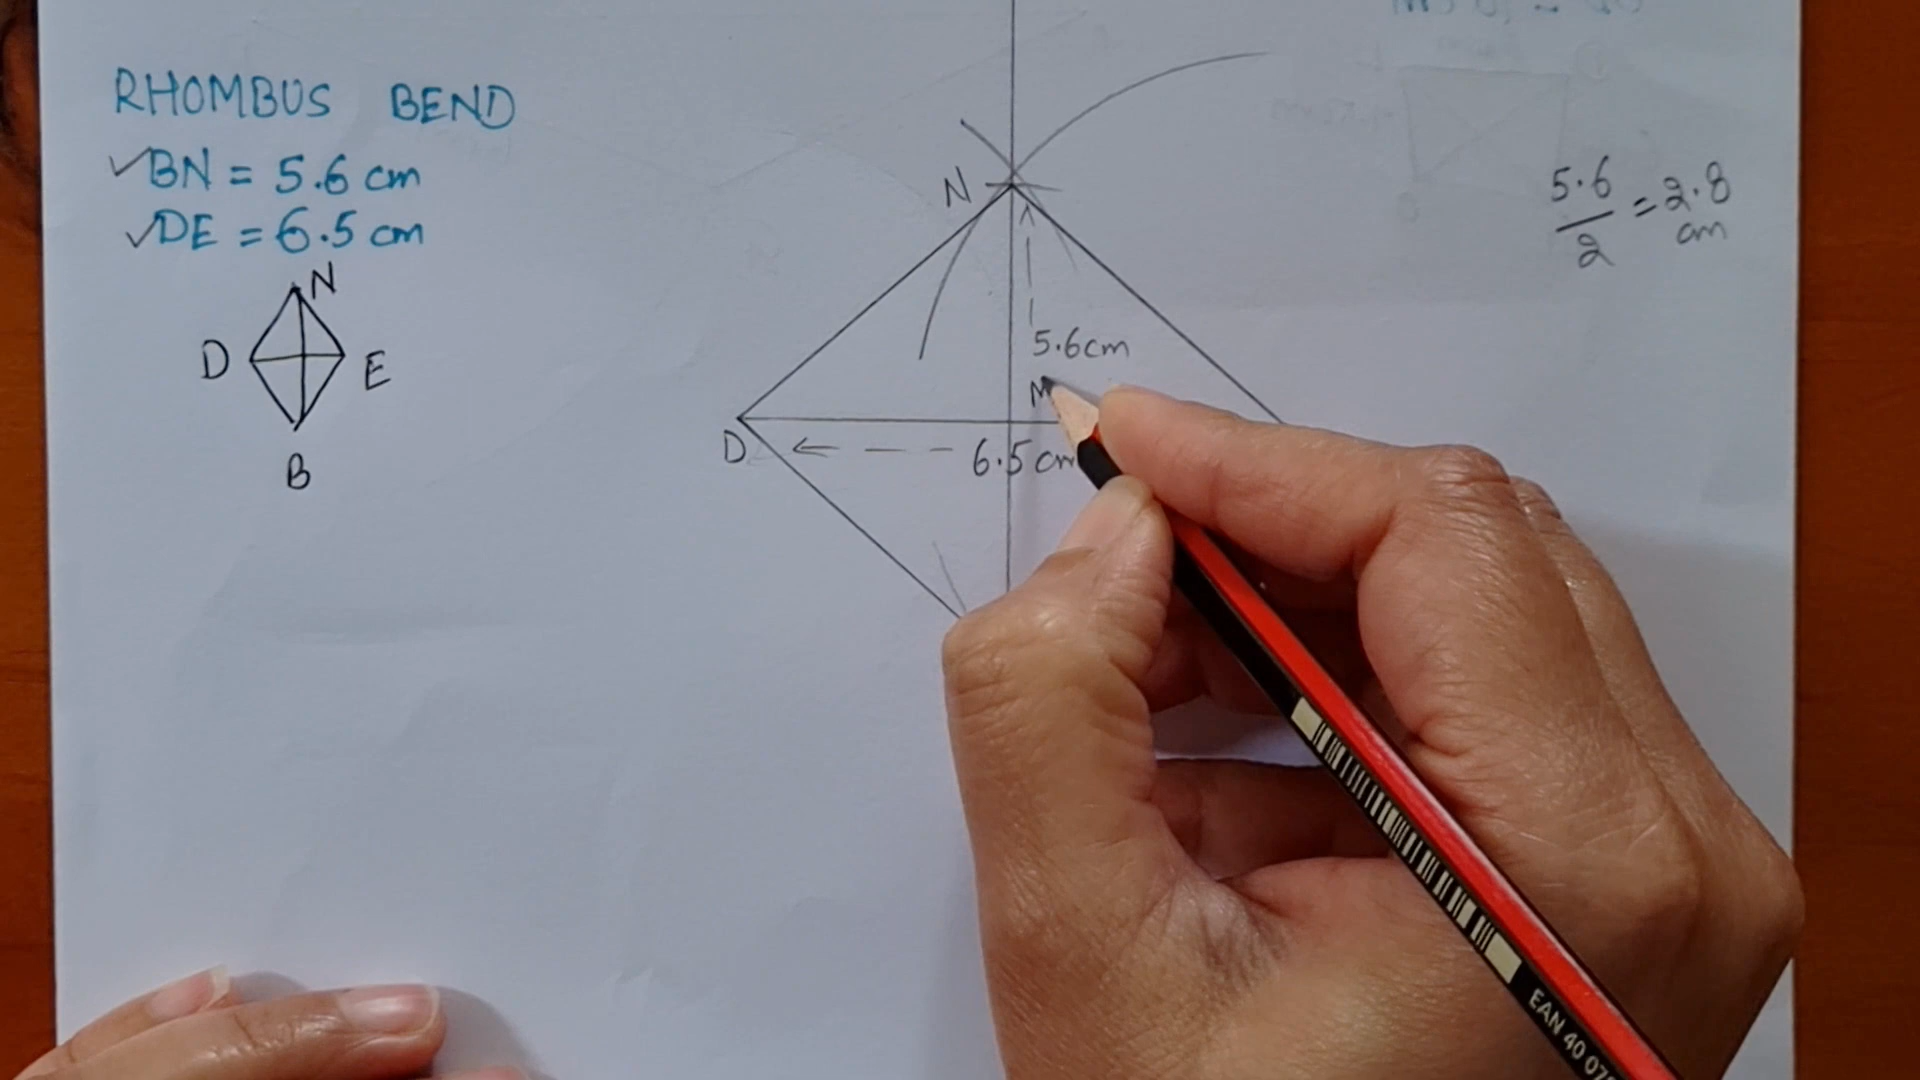 RHOMBUS BEND
✓BN = 5.6 cm
✓DE = 6.5 cm
N
D
E
B
N
5.6cm
M
D
6.5 cm
5.6
2
=2.8
cm
EAN 40 07